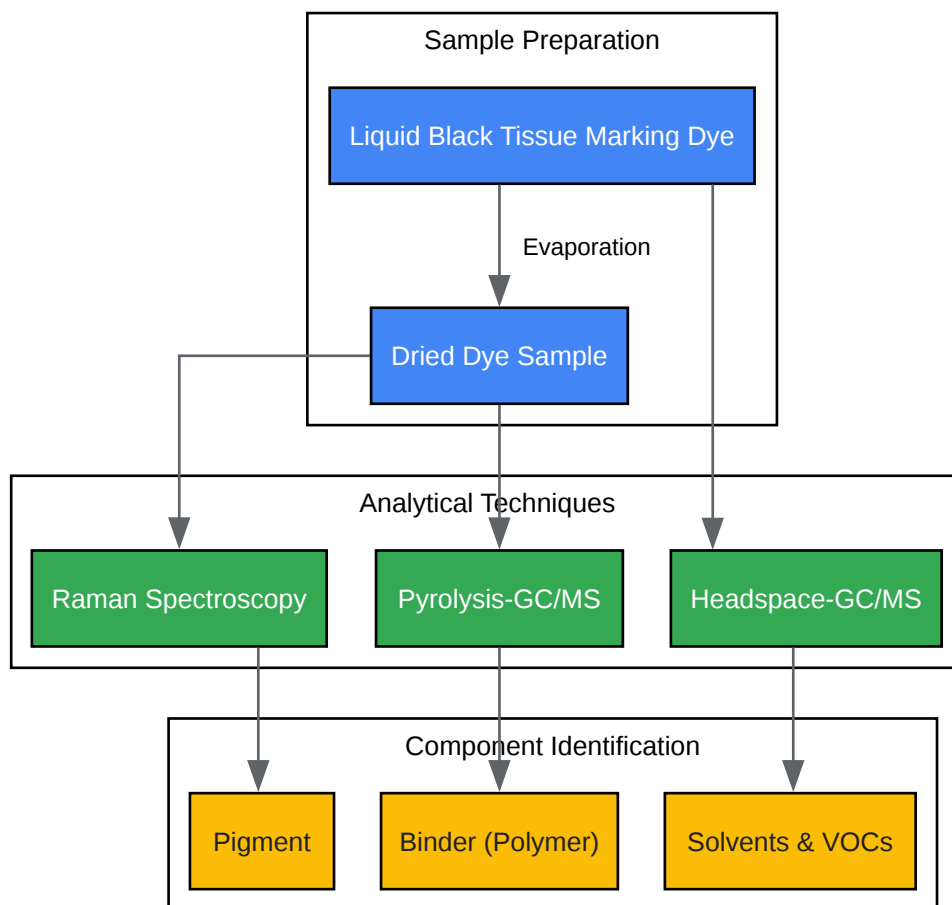 Sample Preparation
Liquid Black Tissue Marking Dye
Evaporation
Dried Dye Sample
Analytical Techniques
Raman Spectroscopy
Pyrolysis-GC/MS
Headspace-GC/MS
Component Identification
Pigment
Binder (Polymer)
Solvents & VOCs